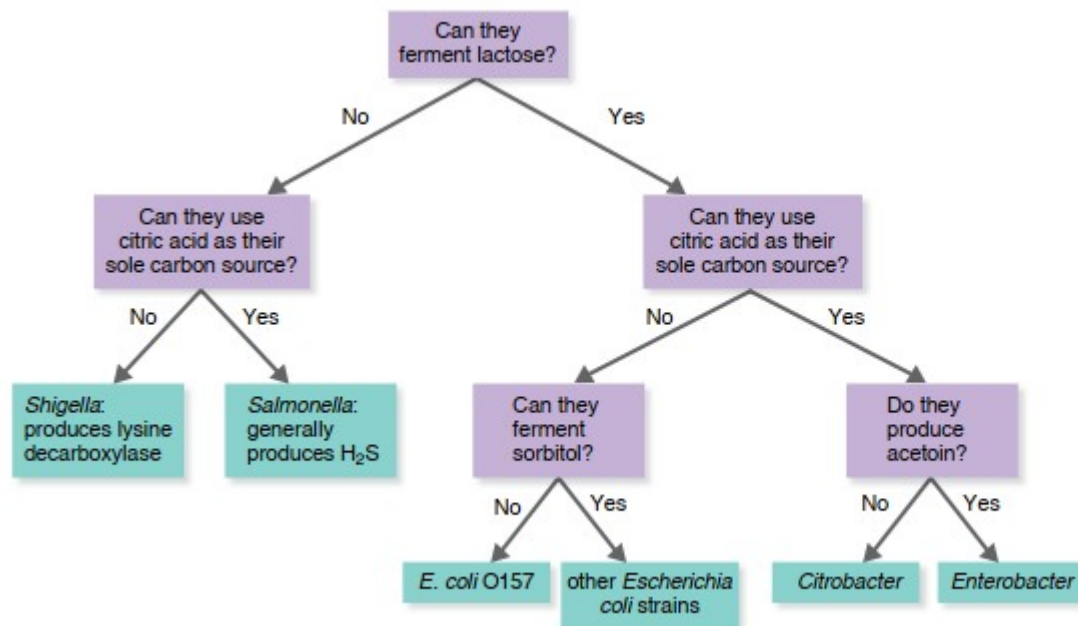 Can they
ferment lactose?
No
Yes
Can they use
citric acid as their
sole carbon source?
Can they use
citric acid as their
sole carbon source?
No
Yes
No
Yes
Shigella:
produces lysine
decarboxylase
Salmonella:
generally
produces H₂S
Can they
ferment
sorbitol?
Do they
produce
acetoin?
No
Yes
No
Yes
E. coli O157
other Escherichia
coli strains
Citrobacter
Enterobacter